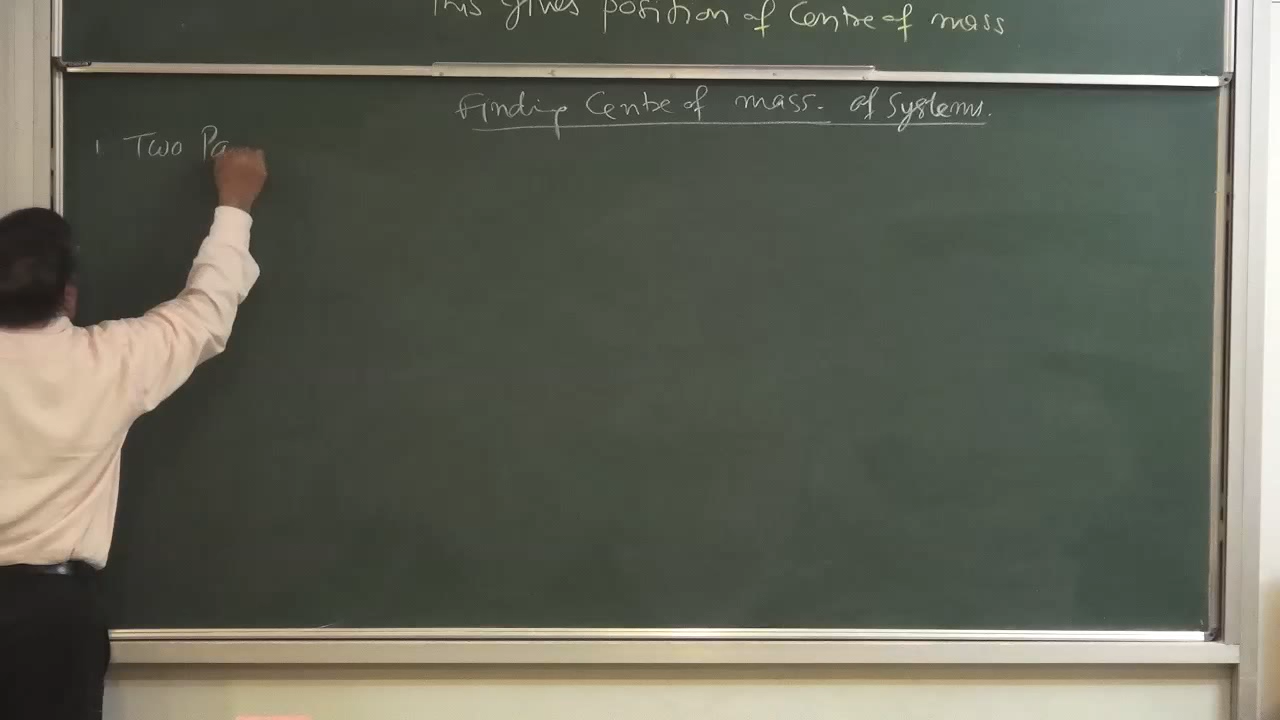 This gives position of Centre of mass
Finding Centre of mass. of Systems.
1 Two Pa